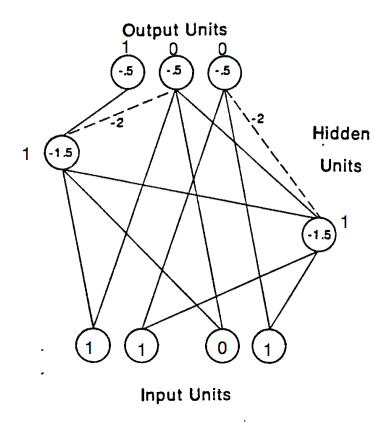 Output Units
1 0 0
-.5 -.5 -.5
-2 -2
Hidden
Units
1 -1.5
1
-1.5
1 1 0 1
Input Units